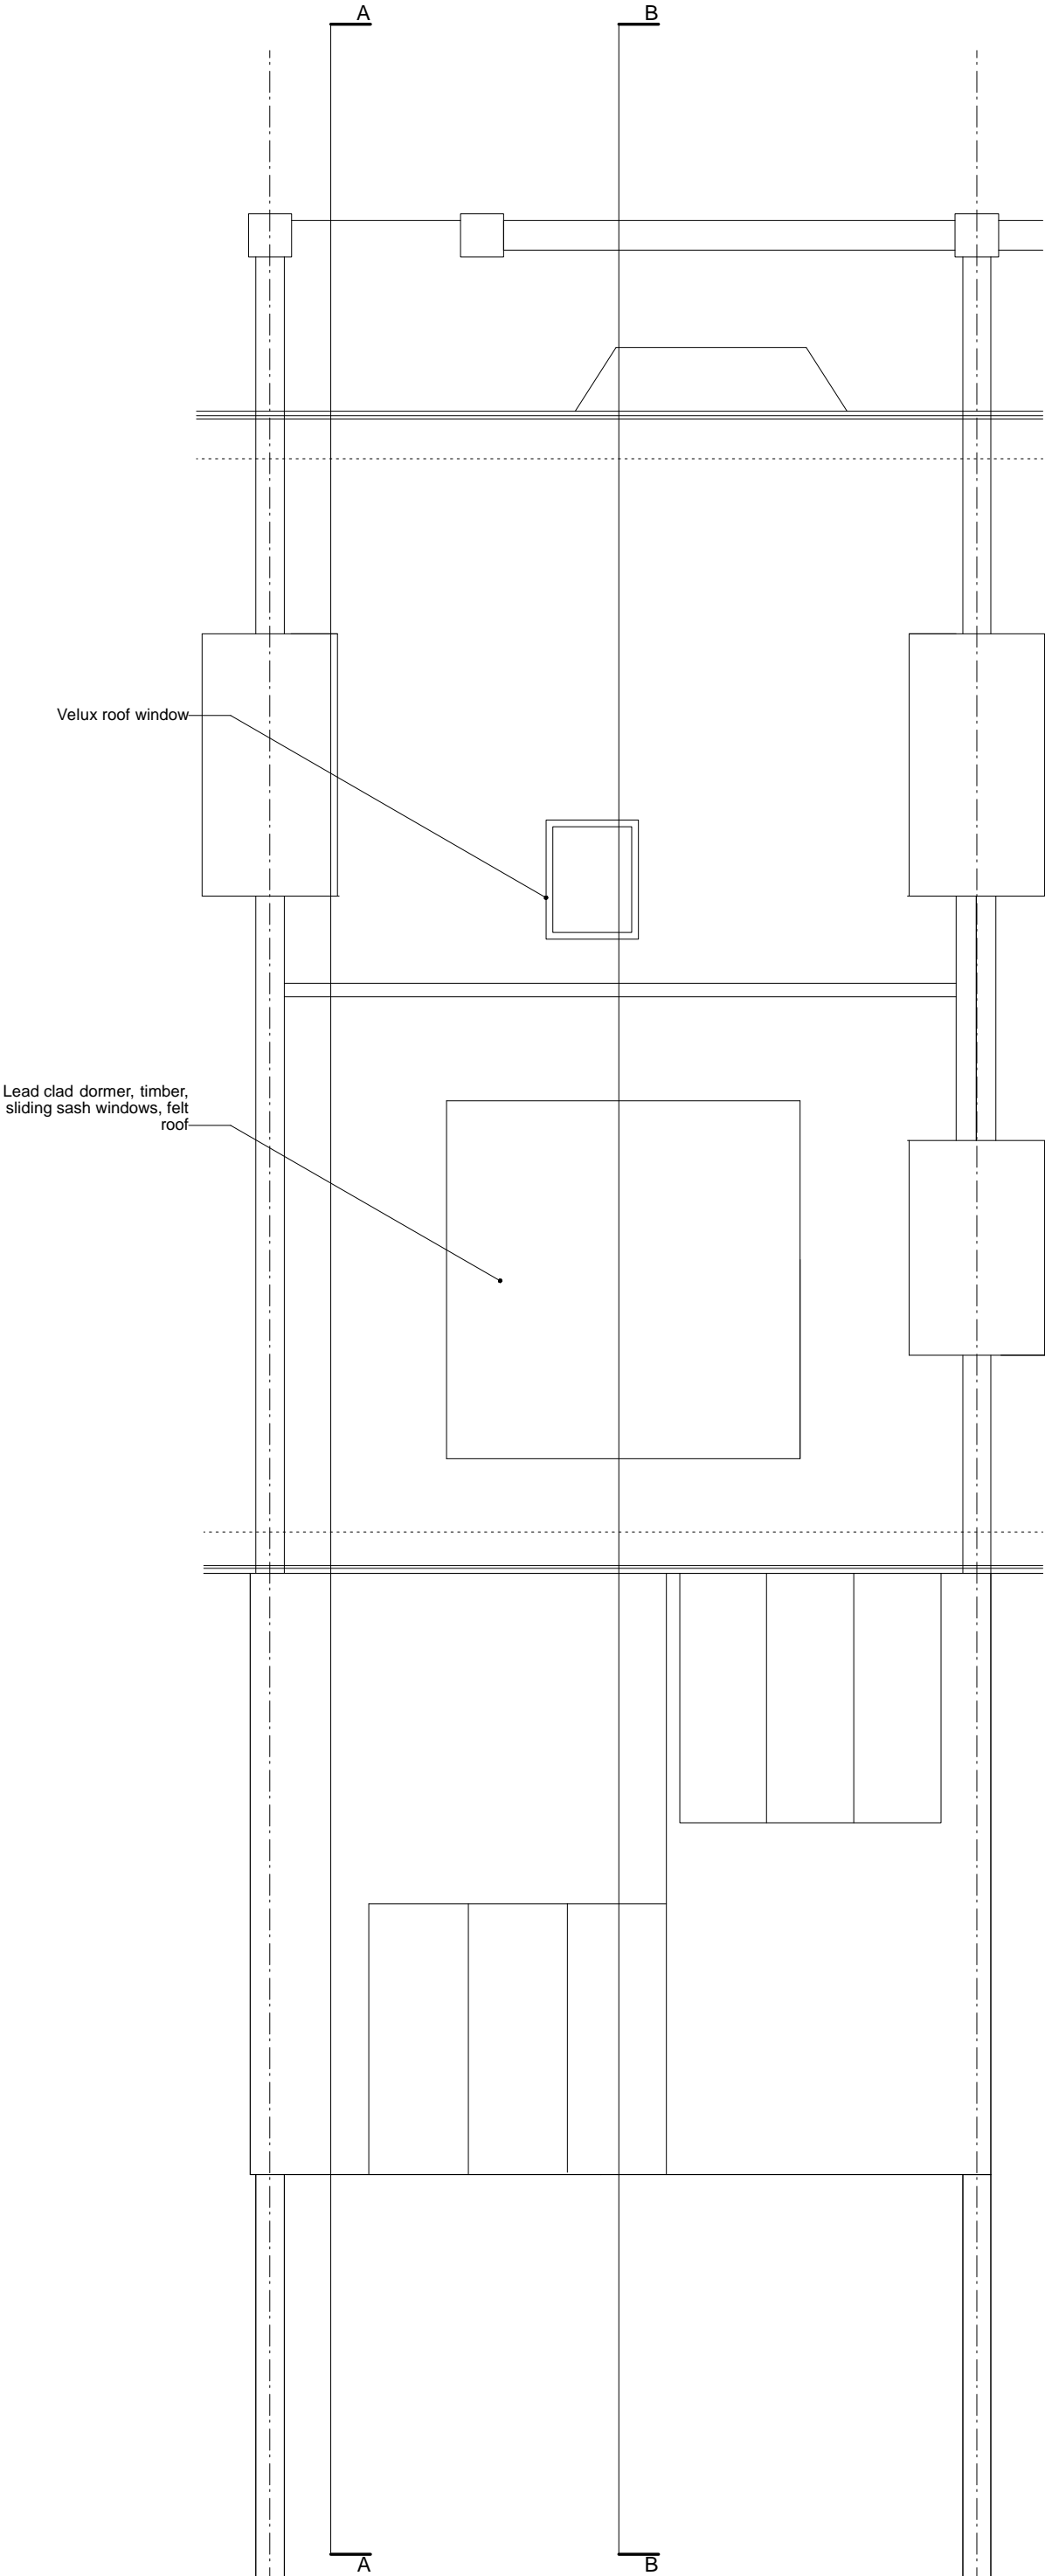 A
B
Velux roof window
Lead clad dormer, timber,
sliding sash windows, felt
roof
A
B